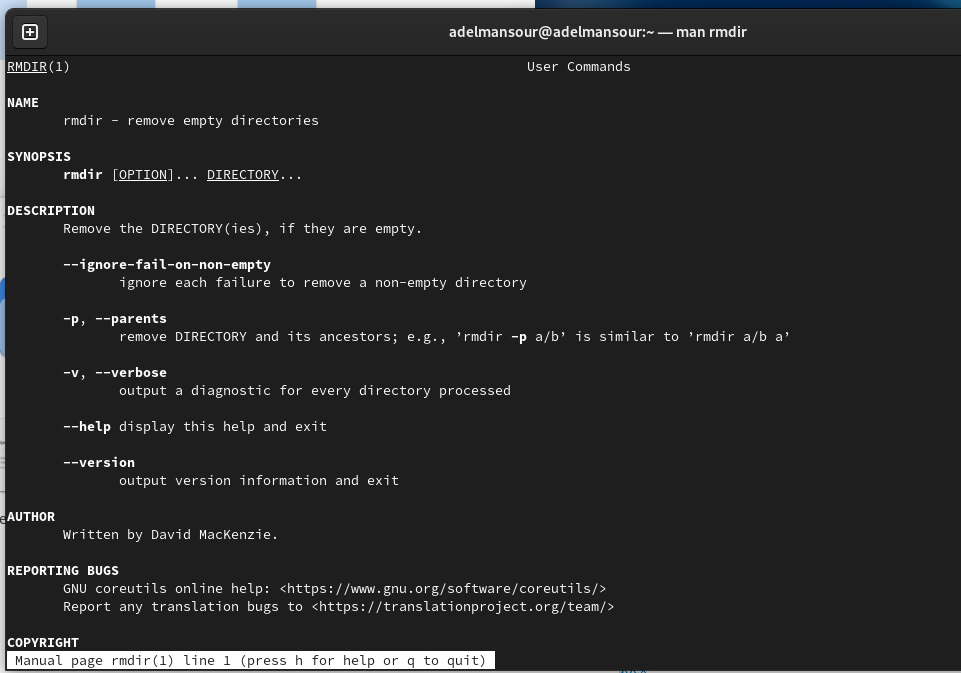 adelmansour@adelmansour:~ — man rmdir
RMDIR(1) User Commands
NAME
rmdir - remove empty directories
SYNOPSIS
rmdir [OPTION]... DIRECTORY...
DESCRIPTION
Remove the DIRECTORY(ies), if they are empty.
--ignore-fail-on-non-empty
ignore each failure to remove a non-empty directory
-p, --parents
remove DIRECTORY and its ancestors; e.g., ’rmdir -p a/b’ is similar to ’rmdir a/b a’
-v, --verbose
output a diagnostic for every directory processed
--help display this help and exit
--version
output version information and exit
AUTHOR
Written by David MacKenzie.
REPORTING BUGS
GNU coreutils online help: <https://www.gnu.org/software/coreutils/>
Report any translation bugs to <https://translationproject.org/team/>
COPYRIGHT
Manual page rmdir(1) line 1 (press h for help or q to quit)